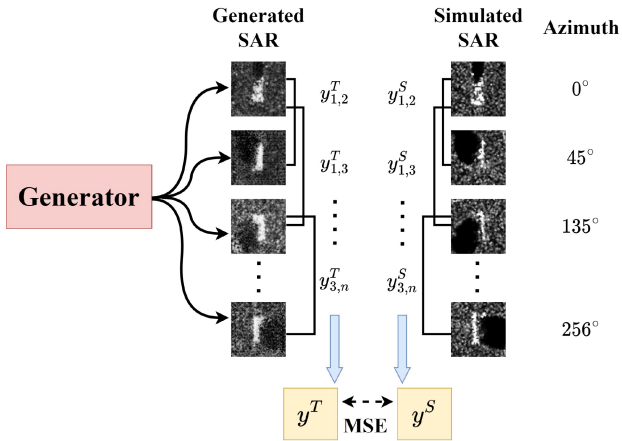 Generated SAR
Simulated SAR
Azimuth
Generator
y^T_{1,2}
y^S_{1,2}
0°
y^T_{1,3}
y^S_{1,3}
45°
135°
y^T_{3,n}
y^S_{3,n}
256°
y^T
MSE
y^S